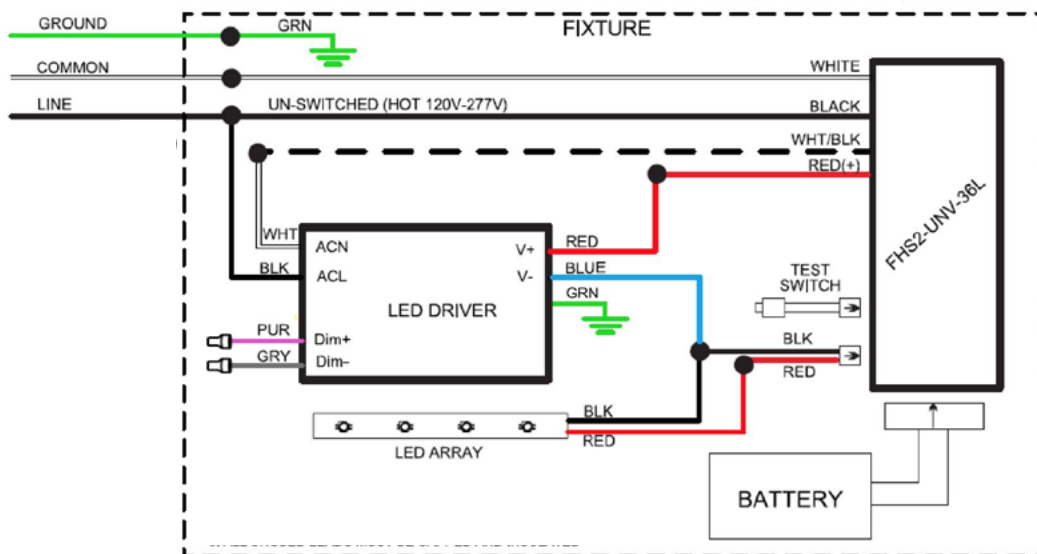 GROUND
GRN
FIXTURE
COMMON
WHITE
LINE
UN-SWITCHED (HOT 120V-277V)
BLACK
WHT/BLK
RED(+)
FHS2-UNV-36L
WHT
ACN
V+
RED
BLK
ACL
V-
BLUE
GRN
LED DRIVER
TEST
SWITCH
PUR
Dim+
GRY
Dim–
BLK
RED
BLK
RED
LED ARRAY
BATTERY